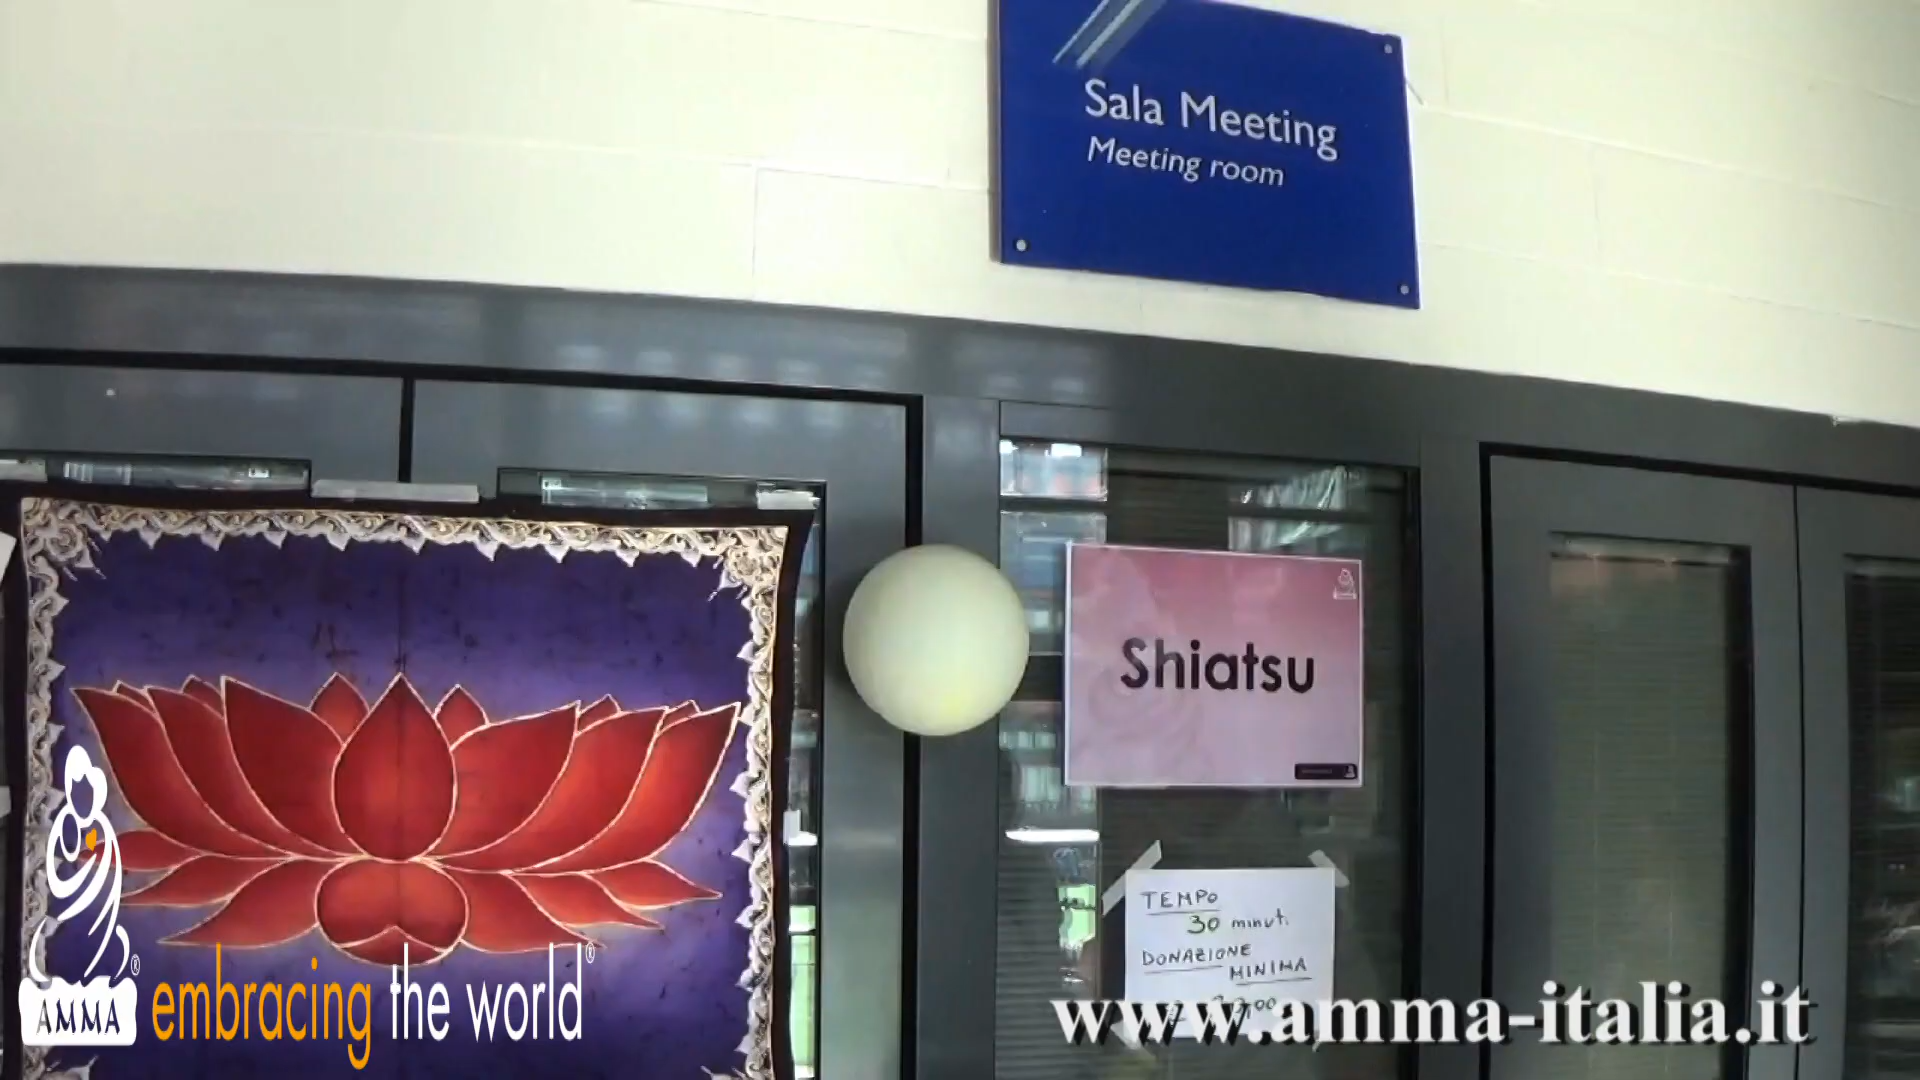 Sala Meeting
Meeting room
Shiatsu
TEMPO
30 minuti
DONAZIONE
MINIMA
www.amma-italia.it
AMMA® embracing the world®